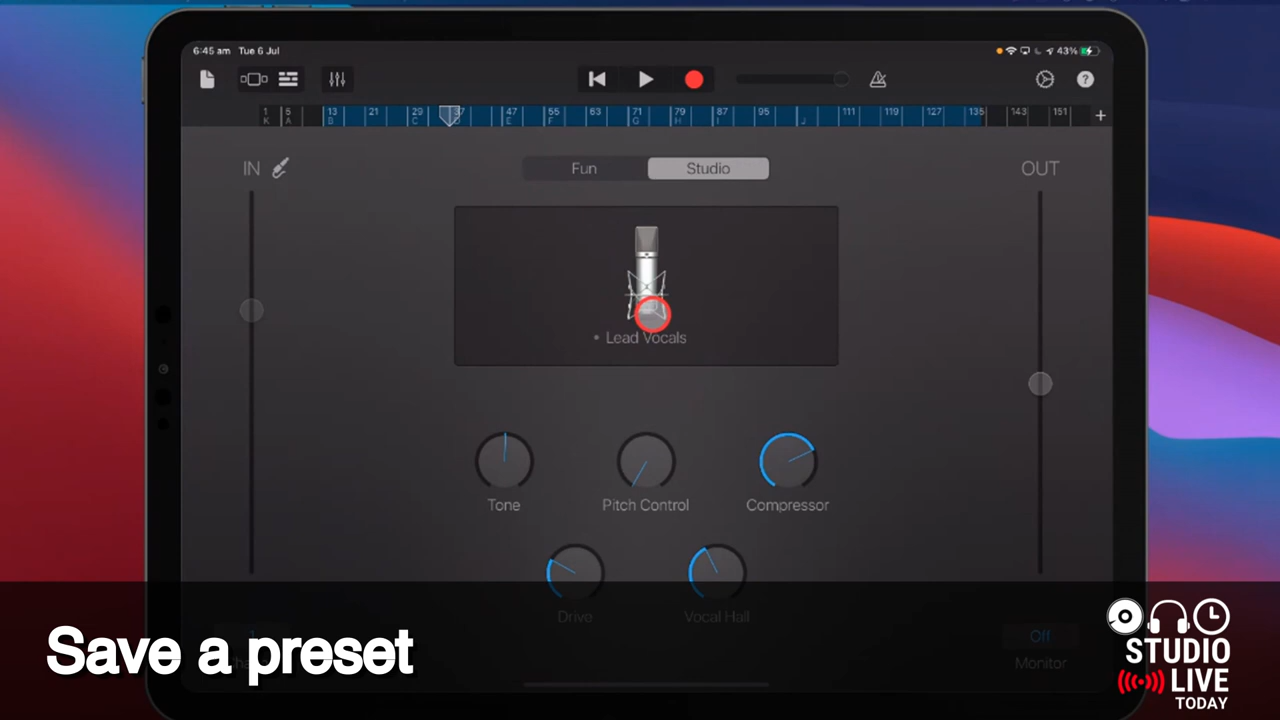 6:45 am Tue 6 Jul
43%
1 5 13 21 29 37 47 55 63 71 79 87 95 111 119 127 135 143 151
K A B C E F G H I J
IN
Fun
Studio
OUT
• Lead Vocals
Tone
Pitch Control
Compressor
Drive
Vocal Hall
Off
Monitor
Save a preset
STUDIO
LIVE
TODAY